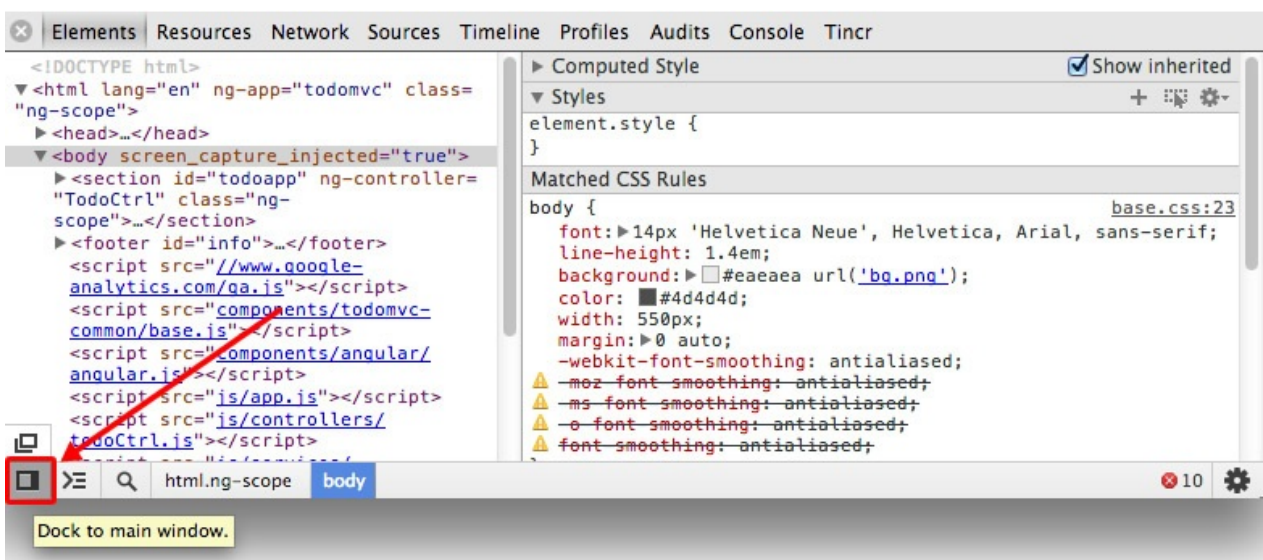 Elements Resources Network Sources Timeline Profiles Audits Console Tincr
<!DOCTYPE html>
▼<html lang="en" ng-app="todomvc" class=
"ng-scope">
▶<head>…</head>
▼<body screen_capture_injected="true">
▶<section id="todoapp" ng-controller=
"TodoCtrl" class="ng-
scope">…</section>
▶<footer id="info">…</footer>
<script src="//www.google-
analytics.com/ga.js"></script>
<script src="components/todomvc-
common/base.js"></script>
<script src="components/angular/
angular.js"></script>
<script src="js/app.js"></script>
<script src="js/controllers/
todoCtrl.js"></script>
<script src="js/services/
▶ Computed Style Show inherited
▼ Styles
element.style {
}
Matched CSS Rules
body { base.css:23
font:▶14px 'Helvetica Neue', Helvetica, Arial, sans-serif;
line-height: 1.4em;
background:▶#eaeaea url('bg.png');
color: #4d4d4d;
width: 550px;
margin:▶0 auto;
-webkit-font-smoothing: antialiased;
-moz-font-smoothing: antialiased;
-ms-font-smoothing: antialiased;
-o-font-smoothing: antialiased;
font-smoothing: antialiased;
}
html.ng-scope body 10
Dock to main window.